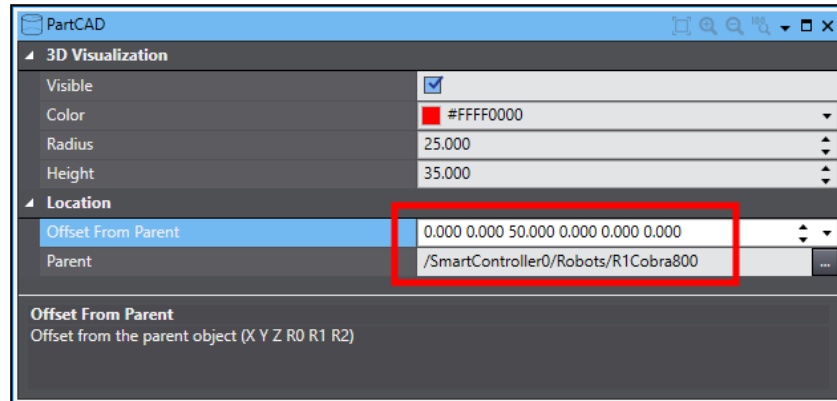 PartCAD
3D Visualization
Visible
Color #FFFF0000
Radius 25.000
Height 35.000
Location
Offset From Parent 0.000 0.000 50.000 0.000 0.000 0.000
Parent /SmartController0/Robots/R1Cobra800 ...
Offset From Parent
Offset from the parent object (X Y Z R0 R1 R2)